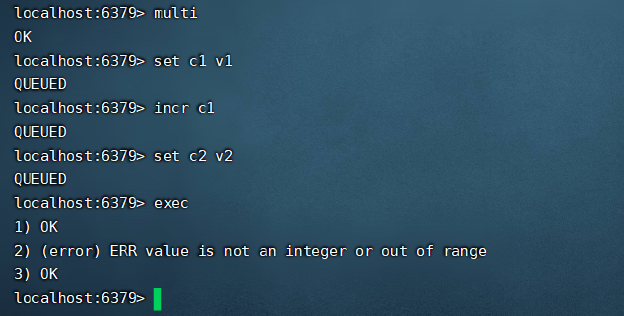 localhost:6379> multi
OK
localhost:6379> set c1 v1
QUEUED
localhost:6379> incr c1
QUEUED
localhost:6379> set c2 v2
QUEUED
localhost:6379> exec
1) OK
2) (error) ERR value is not an integer or out of range
3) OK
localhost:6379>